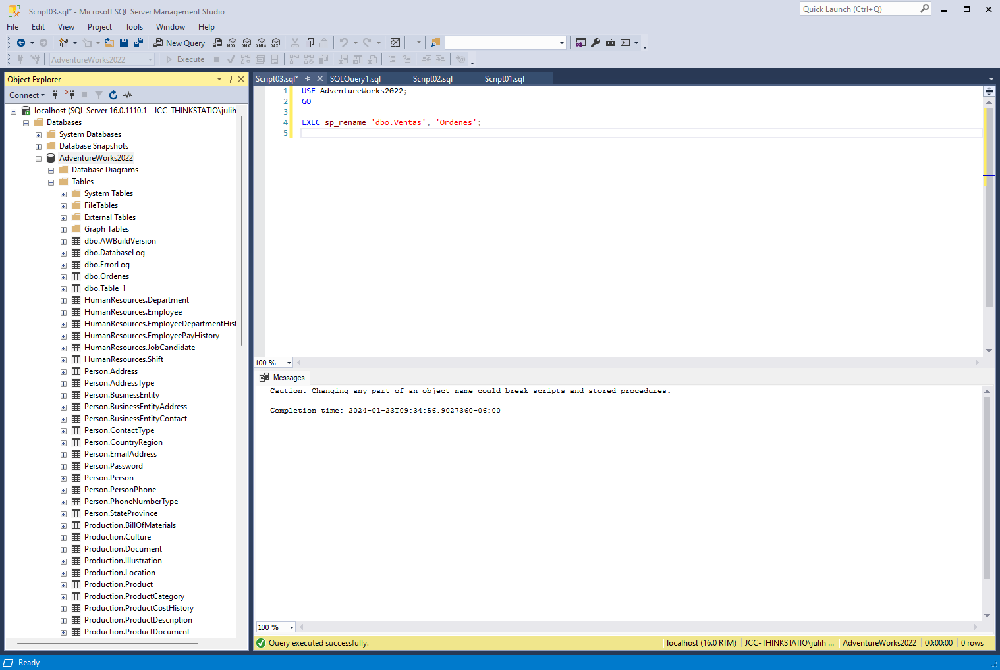 Script03.sql* - Microsoft SQL Server Management Studio
Quick Launch (Ctrl+Q)
File Edit View Project Tools Window Help
New Query MDX DMX XMLA DAX
AdventureWorks2022 Execute
Object Explorer
Connect
localhost (SQL Server 16.0.1110.1 - JCC-THINKSTATIO\julih
Databases
System Databases
Database Snapshots
AdventureWorks2022
Database Diagrams
Tables
System Tables
FileTables
External Tables
Graph Tables
dbo.AWBuildVersion
dbo.DatabaseLog
dbo.ErrorLog
dbo.Ordenes
dbo.Table_1
HumanResources.Department
HumanResources.Employee
HumanResources.EmployeeDepartmentHist
HumanResources.EmployeePayHistory
HumanResources.JobCandidate
HumanResources.Shift
Person.Address
Person.AddressType
Person.BusinessEntity
Person.BusinessEntityAddress
Person.BusinessEntityContact
Person.ContactType
Person.CountryRegion
Person.EmailAddress
Person.Password
Person.Person
Person.PersonPhone
Person.PhoneNumberType
Person.StateProvince
Production.BillOfMaterials
Production.Culture
Production.Document
Production.Illustration
Production.Location
Production.Product
Production.ProductCategory
Production.ProductCostHistory
Production.ProductDescription
Production.ProductDocument
Script03.sql* SQLQuery1.sql Script02.sql Script01.sql
1 USE AdventureWorks2022;
2 GO
3
4 EXEC sp_rename 'dbo.Ventas', 'Ordenes';
5
100 %
Messages
Caution: Changing any part of an object name could break scripts and stored procedures.
Completion time: 2024-01-23T09:34:56.9027360-06:00
100 %
Query executed successfully. localhost (16.0 RTM) JCC-THINKSTATIO\julih ... AdventureWorks2022 00:00:00 0 rows
Ready